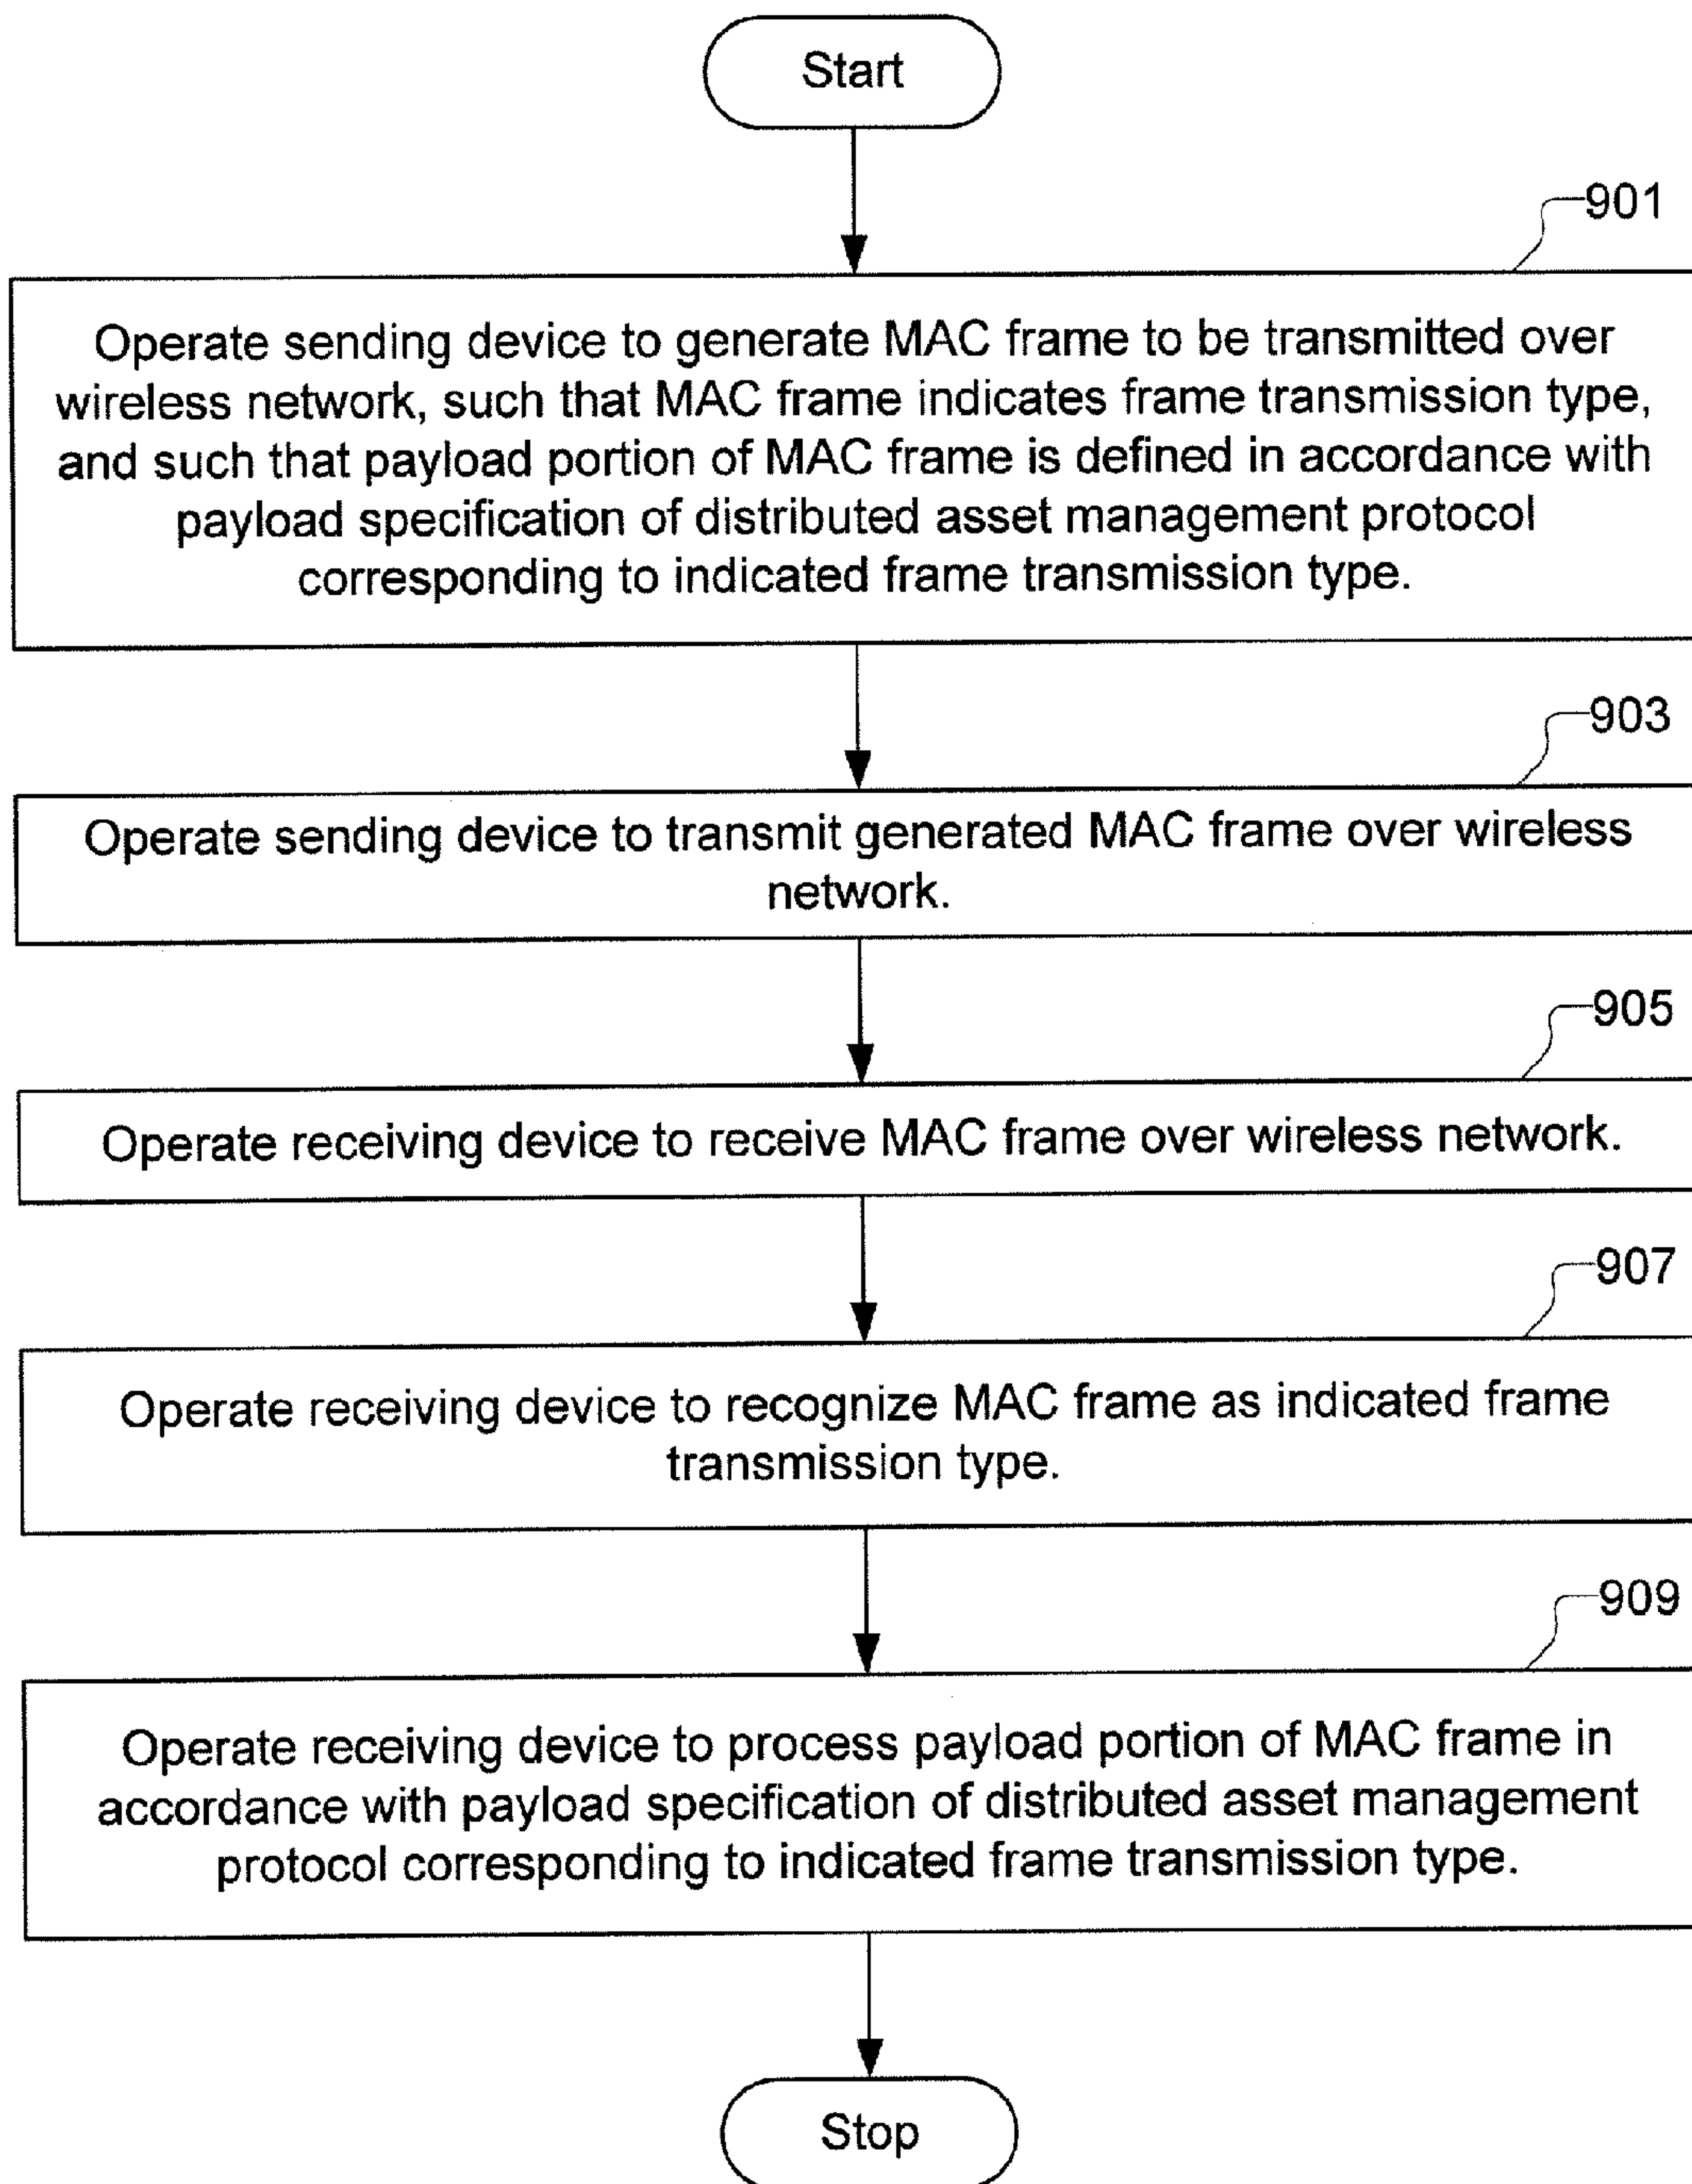 Start
901
Operate sending device to generate MAC frame to be transmitted over
wireless network, such that MAC frame indicates frame transmission type,
and such that payload portion of MAC frame is defined in accordance with
payload specification of distributed asset management protocol
corresponding to indicated frame transmission type.
903
Operate sending device to transmit generated MAC frame over wireless
network.
905
Operate receiving device to receive MAC frame over wireless network.
907
Operate receiving device to recognize MAC frame as indicated frame
transmission type.
909
Operate receiving device to process payload portion of MAC frame in
accordance with payload specification of distributed asset management
protocol corresponding to indicated frame transmission type.
Stop